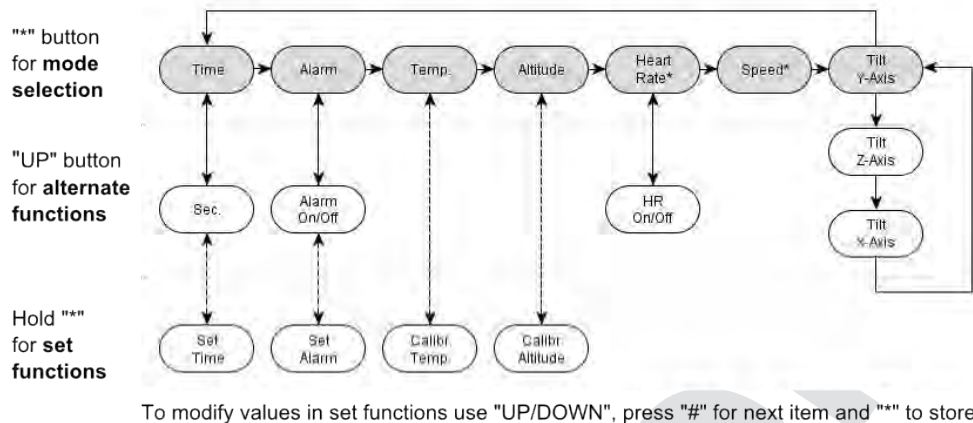 "*" button
for mode
selection
Time
Alarm
Temp.
Altitude
Heart
Rate*
Speed*
Tilt
Y-Axis
"UP" button
for alternate
functions
Sec.
Alarm
On/Off
HR
On/Off
Tilt
Z-Axis
Tilt
X-Axis
Hold "*"
for set
functions
Set
Time
Set
Alarm
Calibr.
Temp.
Calibr.
Altitude
To modify values in set functions use "UP/DOWN", press "#" for next item and "*" to store